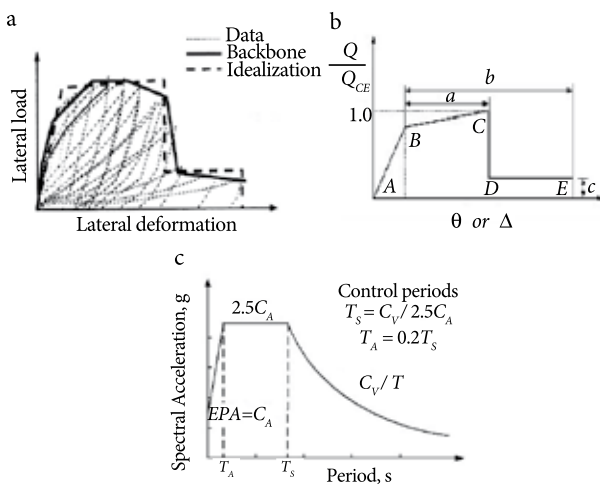 a
Data
Backbone
Idealization
Lateral load
Lateral deformation
b
Q
Q_CE
1.0
b
a
A
B
C
D
E
c
θ or Δ
c
Spectral Acceleration, g
2.5C_A
Control periods
T_S = C_V / 2.5C_A
T_A = 0.2T_S
C_V / T
EPA=C_A
T_A
T_S
Period, s